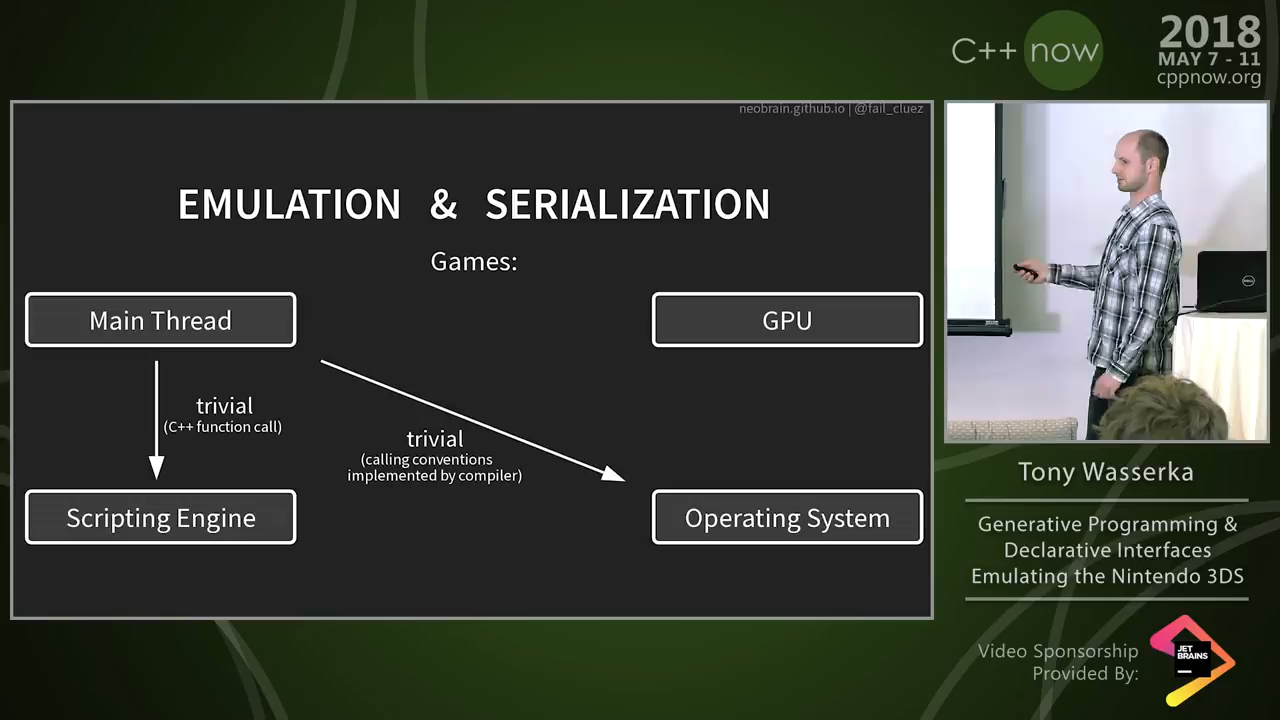 C++ now
2018
MAY 7 - 11
cppnow.org
neobrain.github.io | @fail_cluez
EMULATION & SERIALIZATION
Games:
Main Thread
GPU
trivial
(C++ function call)
trivial
(calling conventions
implemented by compiler)
Scripting Engine
Operating System
DELL
Tony Wasserka
Generative Programming &
Declarative Interfaces
Emulating the Nintendo 3DS
Video Sponsorship
Provided By:
JET
BRAINS